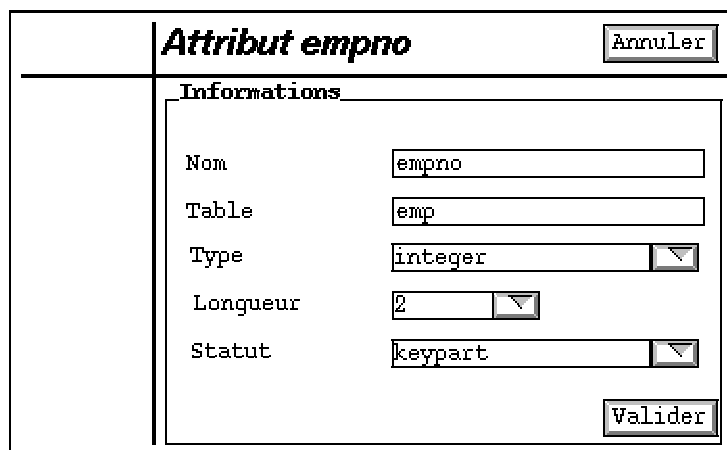 Attribut empno Annuler
Informations
Nom empno
Table emp
Type integer
Longueur 2
Statut keypart
Valider